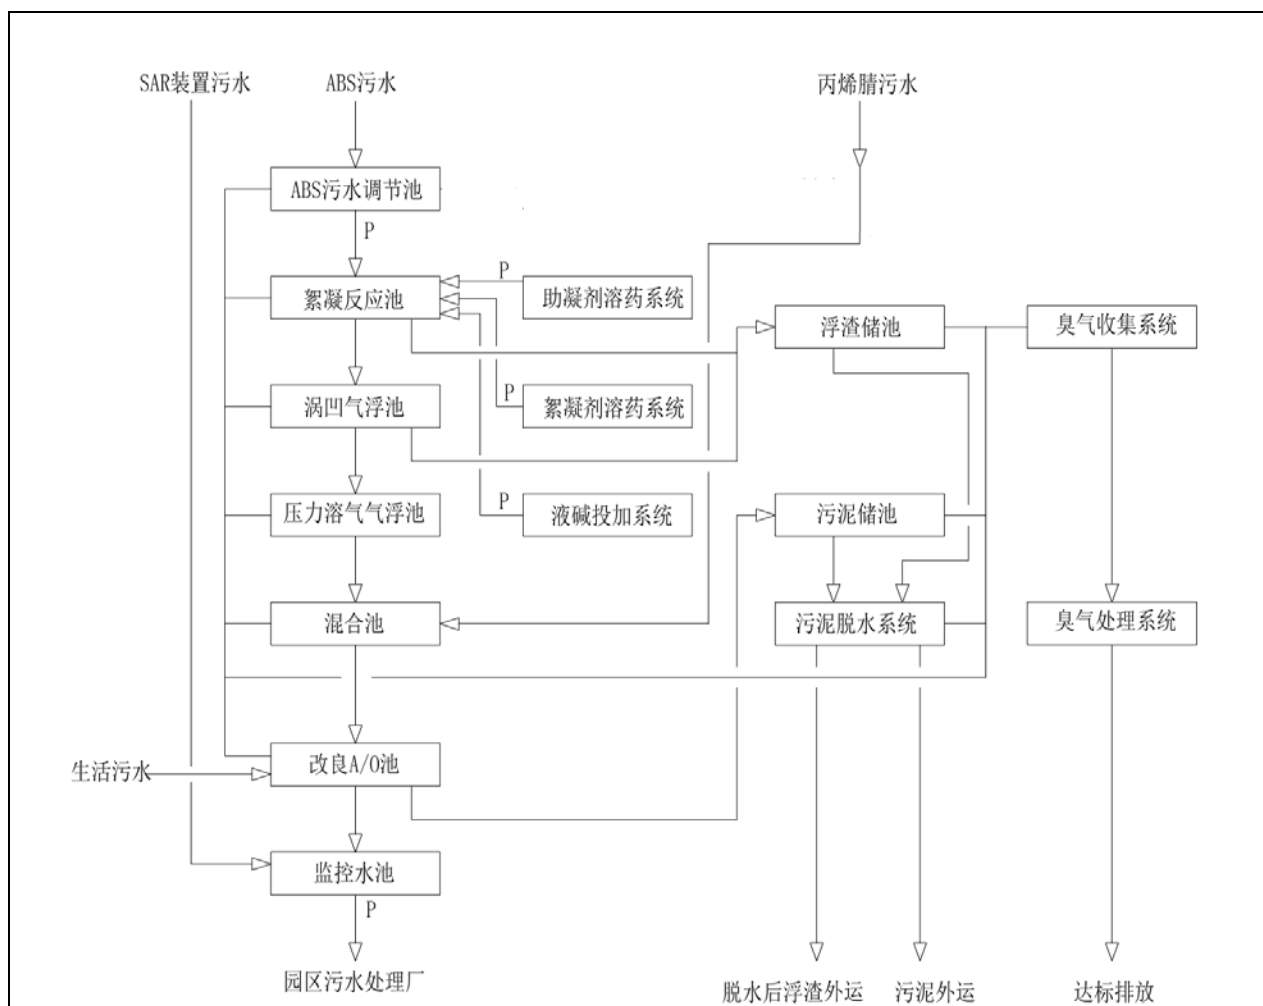 SAR装置污水
ABS污水
丙烯腈污水
ABS污水调节池
P
P
絮凝反应池
助凝剂溶药系统
浮渣储池
臭气收集系统
涡凹气浮池
P
絮凝剂溶药系统
压力溶气气浮池
P
液碱投加系统
污泥储池
混合池
污泥脱水系统
臭气处理系统
改良A/O池
生活污水
监控水池
P
园区污水处理厂
脱水后浮渣外运
污泥外运
达标排放